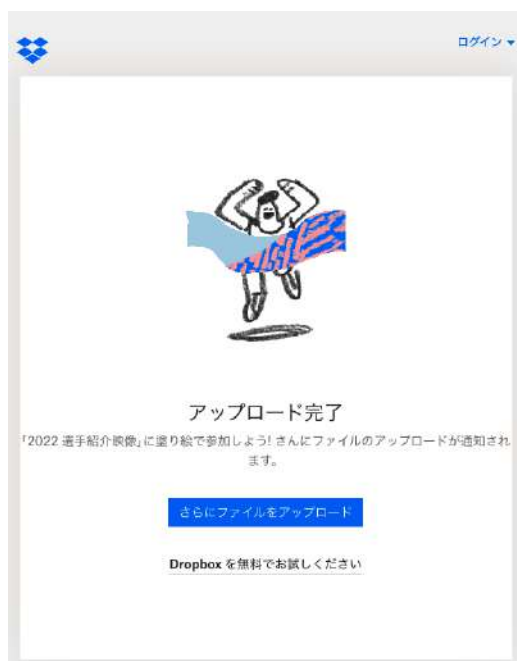 ログイン
アップロード完了
「2022 選手紹介映像」に塗り絵で参加しよう! さんにファイルのアップロードが通知され
ます。
さらにファイルをアップロード
Dropbox を無料でお試しください